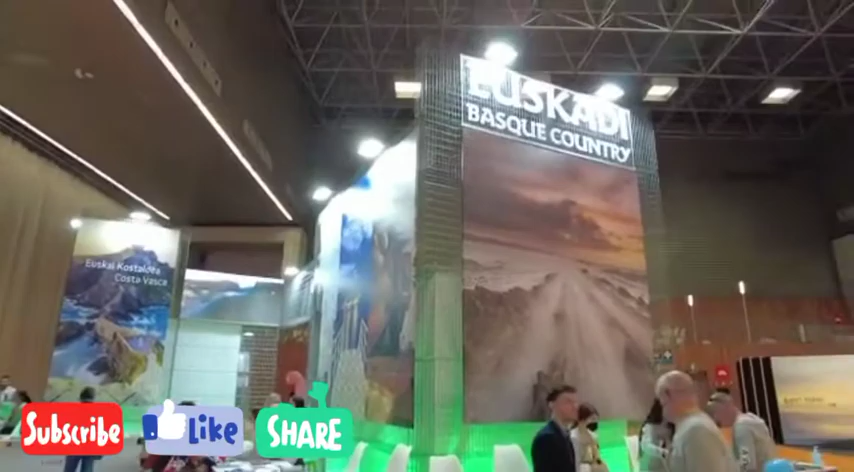 EUSKADI
BASQUE COUNTRY
Euskal Kostaldea
Costa Vasca
Subscribe
Like
SHARE